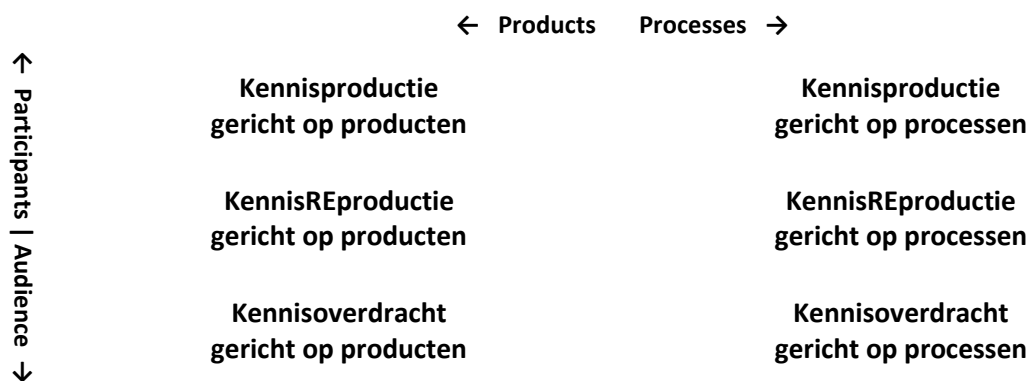 ← Products Processes →
← Participants | Audience →
Kennisproductie
gericht op producten
Kennisproductie
gericht op processen
KennisREproductie
gericht op producten
KennisREproductie
gericht op processen
Kennisoverdracht
gericht op producten
Kennisoverdracht
gericht op processen